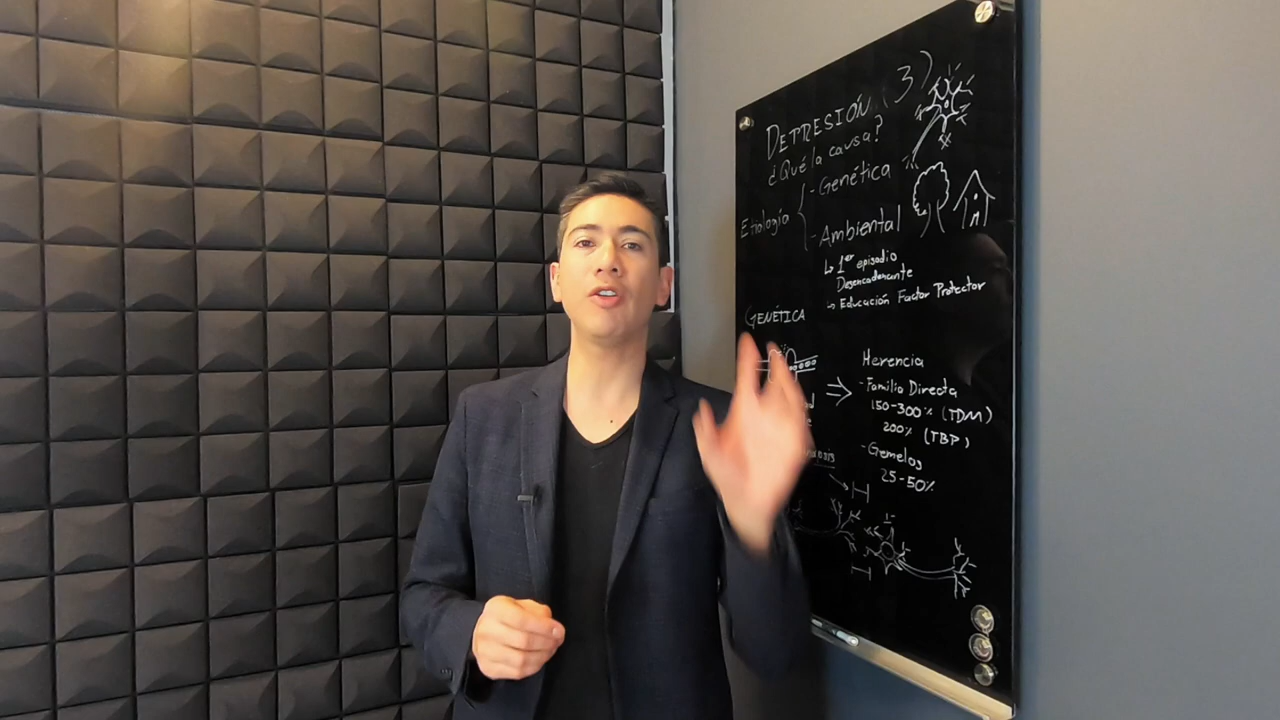 DEPRESIÓN (3)
¿Qué la causa?
Etiología
- Genética
- Ambiental
↳ 1er episodio
Desencadenante
→ Educación Factor Protector
GENÉTICA
⇒
Herencia
- Familia Directa
150-300% (TDM)
200% (TBP)
- Gemelos
25-50%